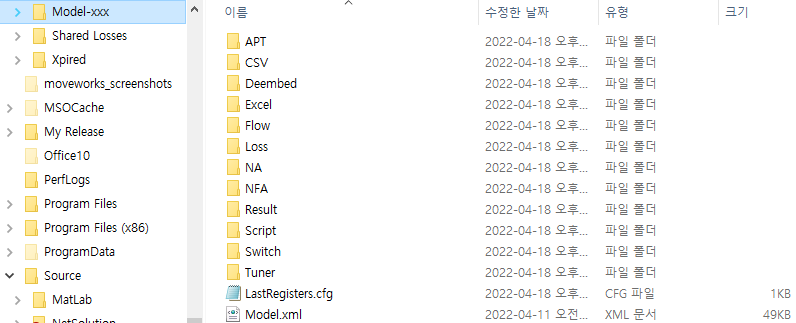 Model-xxx
Shared Losses
Xpired
moveworks_screenshots
MSOCache
My Release
Office10
PerfLogs
Program Files
Program Files (x86)
ProgramData
Source
MatLab
NetSolution
이름 수정한 날짜 유형 크기
APT 2022-04-18 오후... 파일 폴더
CSV 2022-04-18 오후... 파일 폴더
Deembed 2022-04-18 오후... 파일 폴더
Excel 2022-04-18 오후... 파일 폴더
Flow 2022-04-18 오후... 파일 폴더
Loss 2022-04-18 오후... 파일 폴더
NA 2022-04-18 오후... 파일 폴더
NFA 2022-04-18 오후... 파일 폴더
Result 2022-04-18 오후... 파일 폴더
Script 2022-04-18 오후... 파일 폴더
Switch 2022-04-18 오후... 파일 폴더
Tuner 2022-04-18 오후... 파일 폴더
LastRegisters.cfg 2022-04-18 오후... CFG 파일 1KB
Model.xml 2022-04-11 오전... XML 문서 49KB